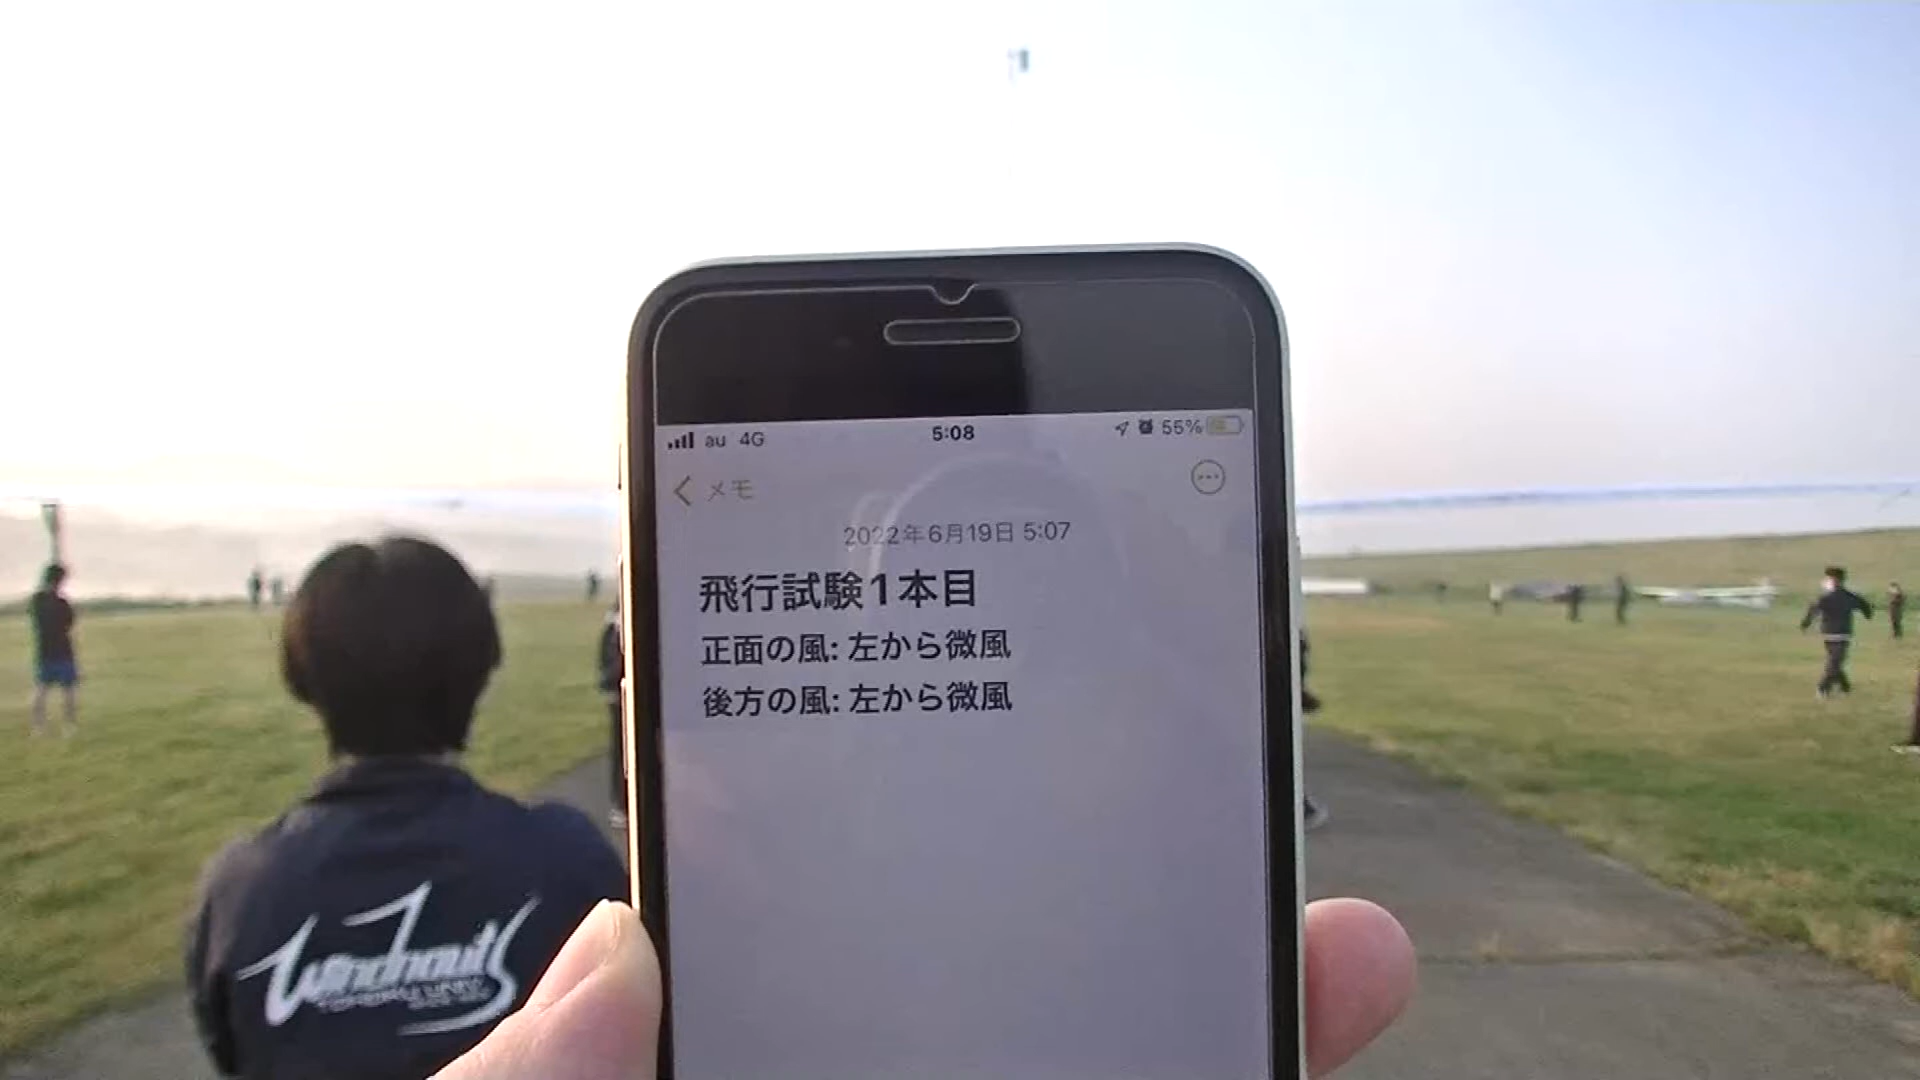 au 4G 5:08 55%
メモ
2022年6月19日 5:07
飛行試験1本目
正面の風: 左から微風
後方の風: 左から微風
Windnauts